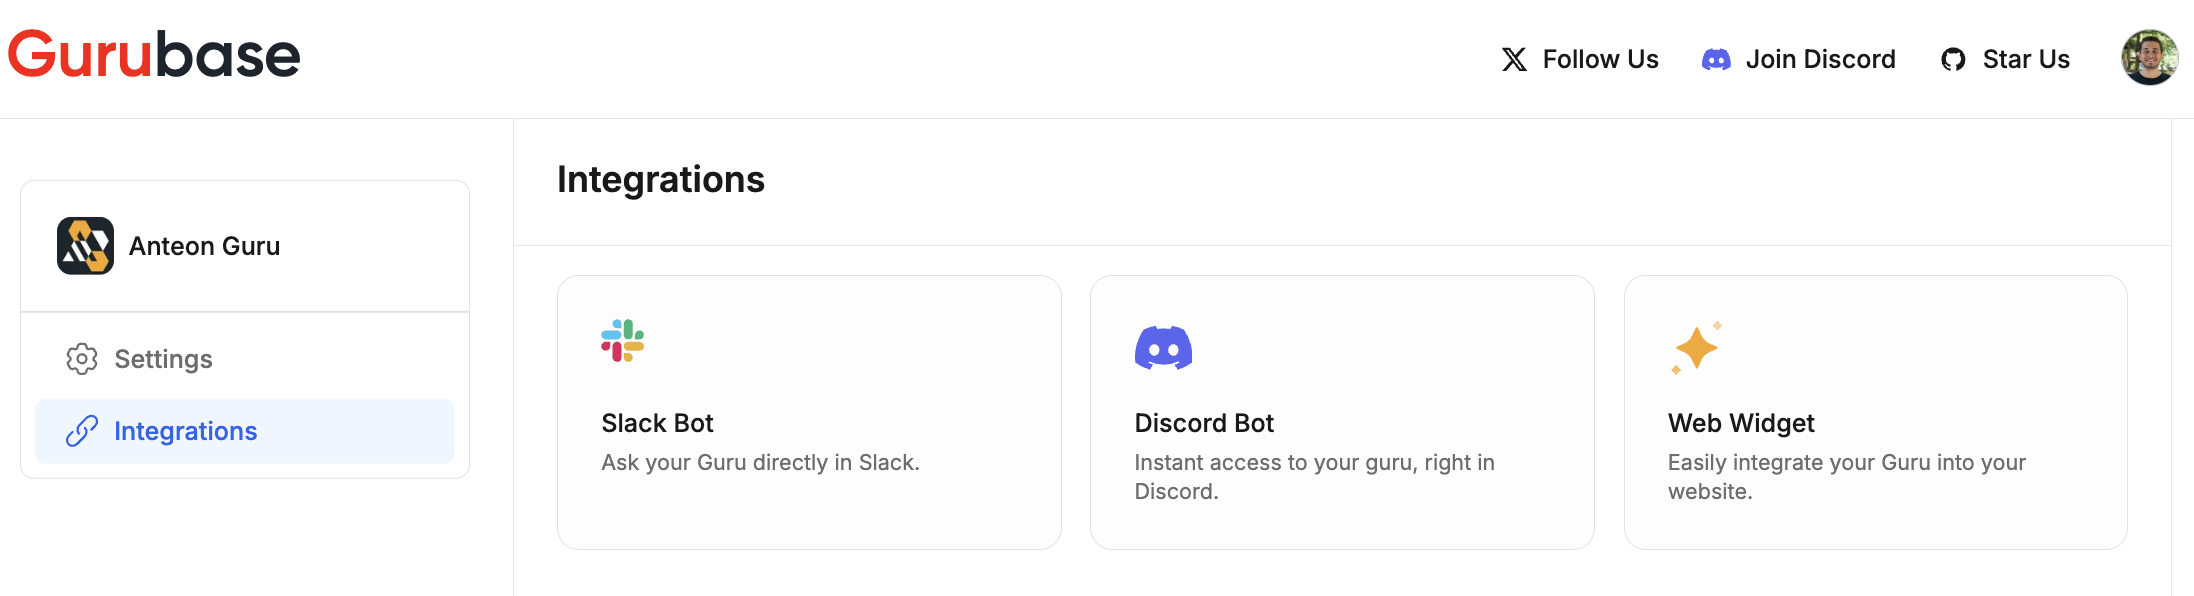 Gurubase
Follow Us
Join Discord
Star Us
Anteon Guru
Settings
Integrations
Integrations
Slack Bot
Ask your Guru directly in Slack.
Discord Bot
Instant access to your guru, right in
Discord.
Web Widget
Easily integrate your Guru into your
website.